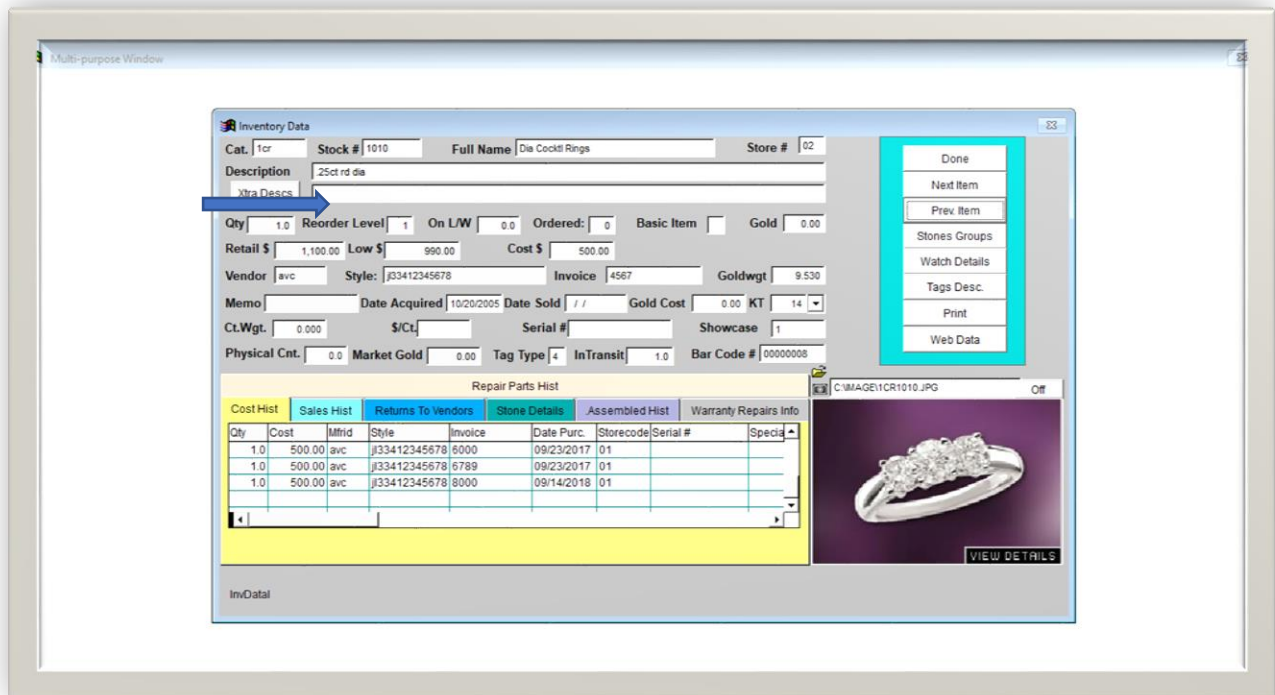 Multi-purpose Window
Inventory Data
Cat. 1cr Stock # 1010 Full Name Dia Cocktl Rings Store # 02
Description .25ct rd dia
Xtra Descs
Qty 1.0 Reorder Level 1 On L/W 0.0 Ordered: 0 Basic Item Gold 0.00
Retail $ 1,100.00 Low $ 990.00 Cost $ 500.00
Vendor avc Style: jl33412345678 Invoice 4567 Goldwgt 9.530
Memo Date Acquired 10/20/2005 Date Sold / / Gold Cost 0.00 KT 14
Ct.Wgt. 0.000 $/Ct. Serial # Showcase 1
Physical Cnt. 0.0 Market Gold 0.00 Tag Type 4 InTransit 1.0 Bar Code # 00000008
Done
Next Item
Prev. Item
Stones Groups
Watch Details
Tags Desc.
Print
Web Data
Repair Parts Hist
Cost Hist Sales Hist Returns To Vendors Stone Details .Assembled Hist Warranty Repairs Info
Qty Cost Mfrid Style Invoice Date Purc. Storecode Serial # Specia
1.0 500.00 avc jl33412345678 6000 09/23/2017 01
1.0 500.00 avc jl33412345678 6789 09/23/2017 01
1.0 500.00 avc jl33412345678 8000 09/14/2018 01
C:\IMAGE\1CR1010.JPG Off
VIEW DETAILS
InvDatal